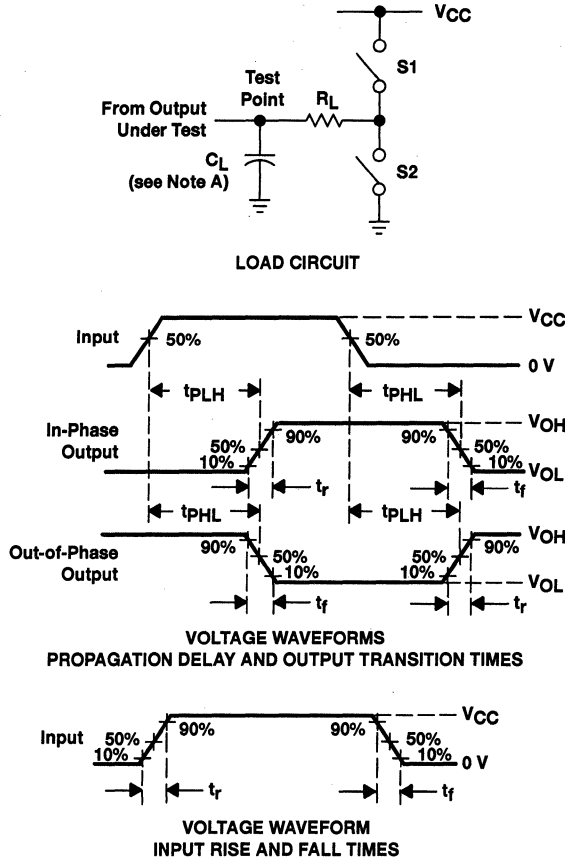 VCC
S1
Test
Point
RL
From Output
Under Test
CL
(see Note A)
S2
LOAD CIRCUIT
VCC
Input
50%
50%
0 V
tPLH
tPHL
In-Phase
Output
VOH
90%
90%
50%
50%
10%
10%
VOL
tr
tf
tPHL
tPLH
VOH
Out-of-Phase
Output
90%
90%
50%
50%
10%
10%
VOL
tf
tr
VOLTAGE WAVEFORMS
PROPAGATION DELAY AND OUTPUT TRANSITION TIMES
VCC
Input
90%
90%
50%
50%
10%
10%
0 V
tr
tf
VOLTAGE WAVEFORM
INPUT RISE AND FALL TIMES